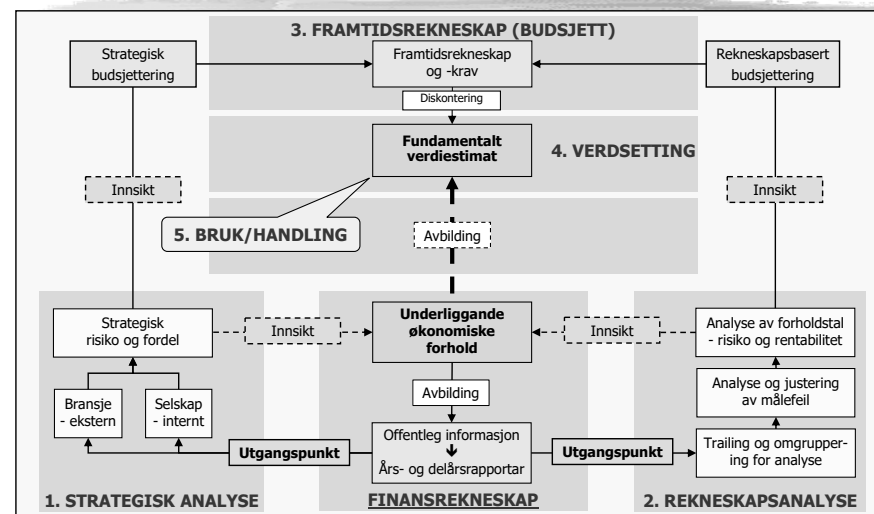 3. FRAMTIDSREKNESKAP (BUDSJETT)
Strategisk
budsjettering
Framtidsrekneskap
og -krav
Rekneskapsbasert
budsjettering
Diskontering
Fundamentalt
verdiestimat
4. VERDSETTING
Innsikt
Innsikt
5. BRUK/HANDLING
Avbilding
Strategisk
risiko og fordel
Innsikt
Underliggande
økonomiske
forhold
Innsikt
Analyse av forholdstal
- risiko og rentabilitet
Bransje
- ekstern
Selskap
- internt
Avbilding
Analyse og justering
av målefeil
Utgangspunkt
Offentleg informasjon
Års- og delårsrapportar
Utgangspunkt
Trailing og omgrupper-
ing for analyse
1. STRATEGISK ANALYSE
FINANSREKNESKAP
2. REKNESKAPSANALYSE